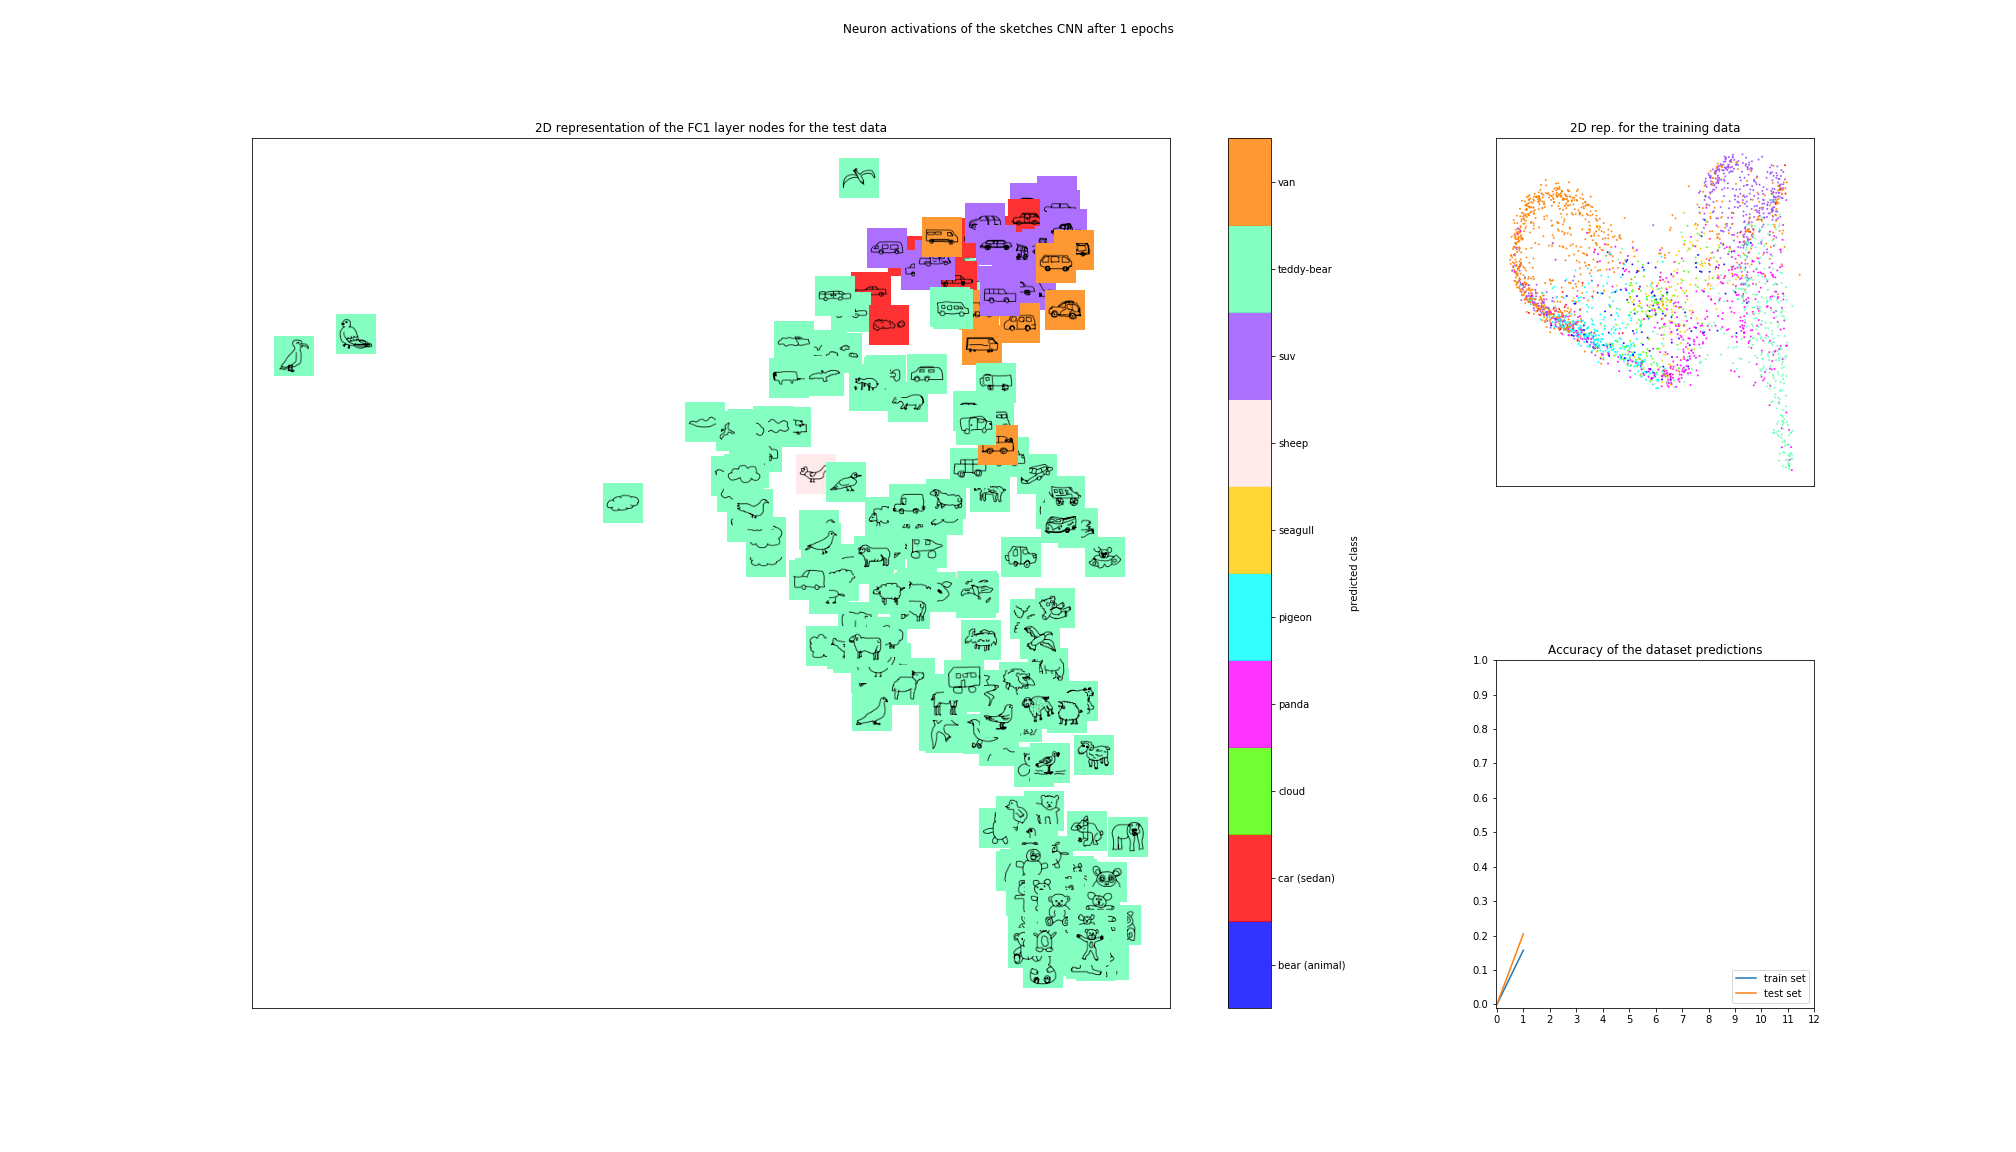 Neuron activations of the sketches CNN after 1 epochs
2D representation of the FC1 layer nodes for the test data
van
teddy-bear
suv
sheep
seagull
pigeon
panda
cloud
car (sedan)
bear (animal)
predicted class
2D rep. for the training data
Accuracy of the dataset predictions
1.0
0.9
0.8
0.7
0.6
0.5
0.4
0.3
0.2
0.1
0.0
train set
test set
0 1 2 3 4 5 6 7 8 9 10 11 12